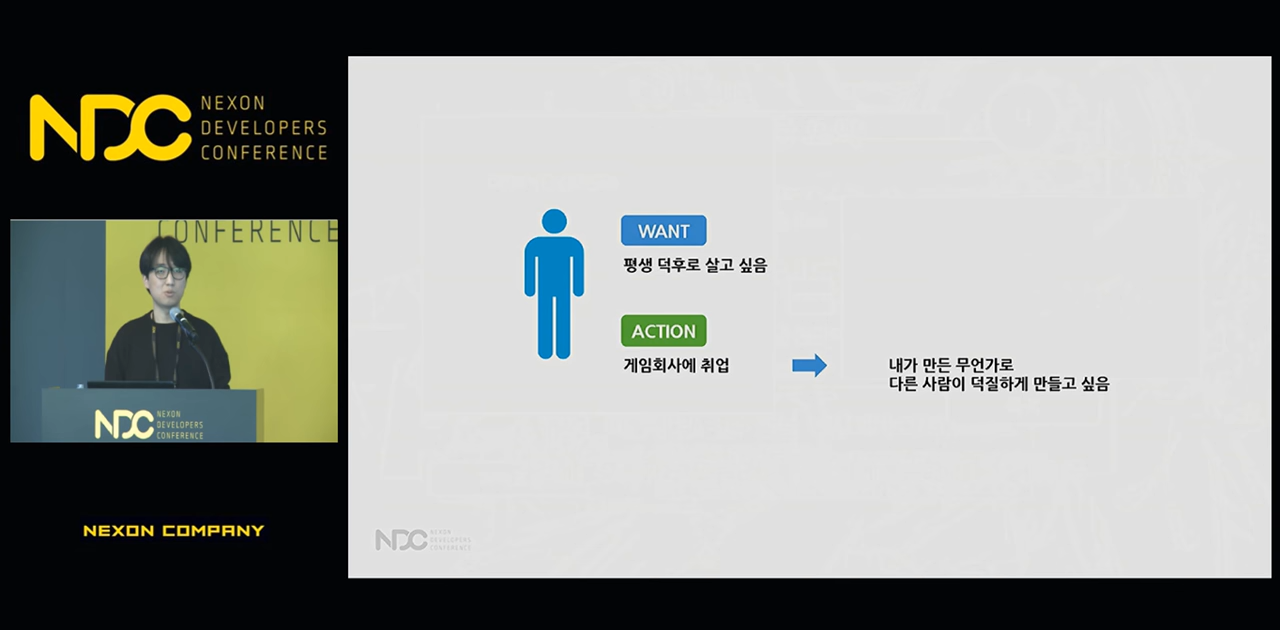 NDC
NEXON
DEVELOPERS
CONFERENCE
CONFERENCE
NDC
NEXON
DEVELOPERS
CONFERENCE
NEXON COMPANY
WANT
평생 덕후로 살고 싶음
ACTION
게임회사에 취업
내가 만든 무언가로
다른 사람이 덕질하게 만들고 싶음
NDC
NEXON
DEVELOPERS
CONFERENCE